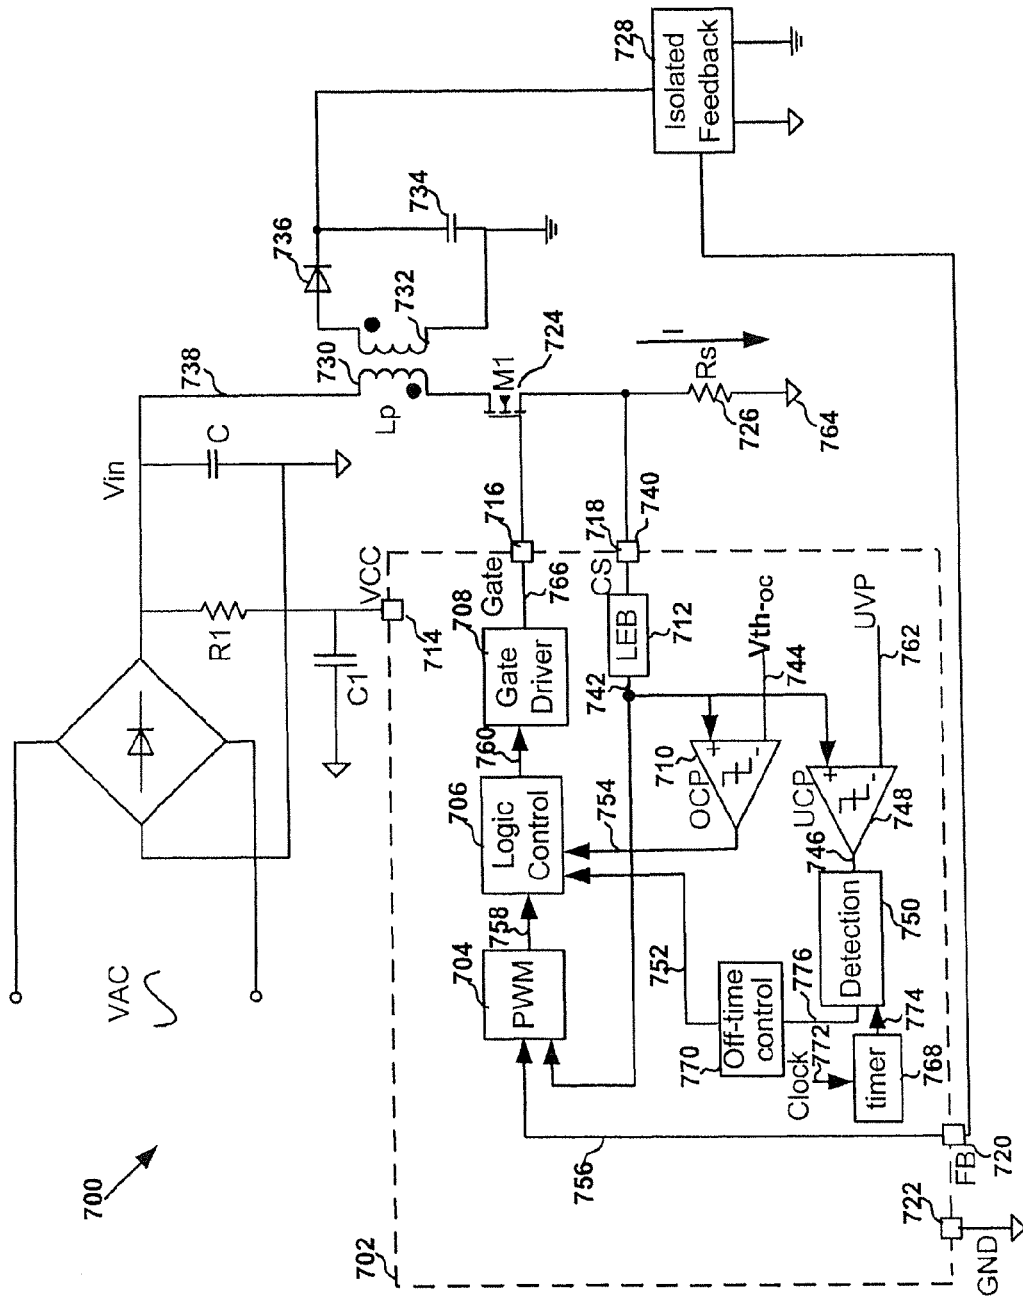 700
VAC
Vin
C
R1
C1
VCC
714
738
730
Lp
732
736
734
728
Isolated
Feedback
M1
724
I
Rs
726
764
702
704
PWM
758
706
Logic
Control
760
708
Gate
Driver
Gate
716
766
CS
718
740
LEB
712
742
Vth-oc
744
710
OCP
754
UVP
762
UCP
748
746
Detection
750
752
776
Off-time
control
770
Clock
772
774
timer
768
756
FB
720
722
GND